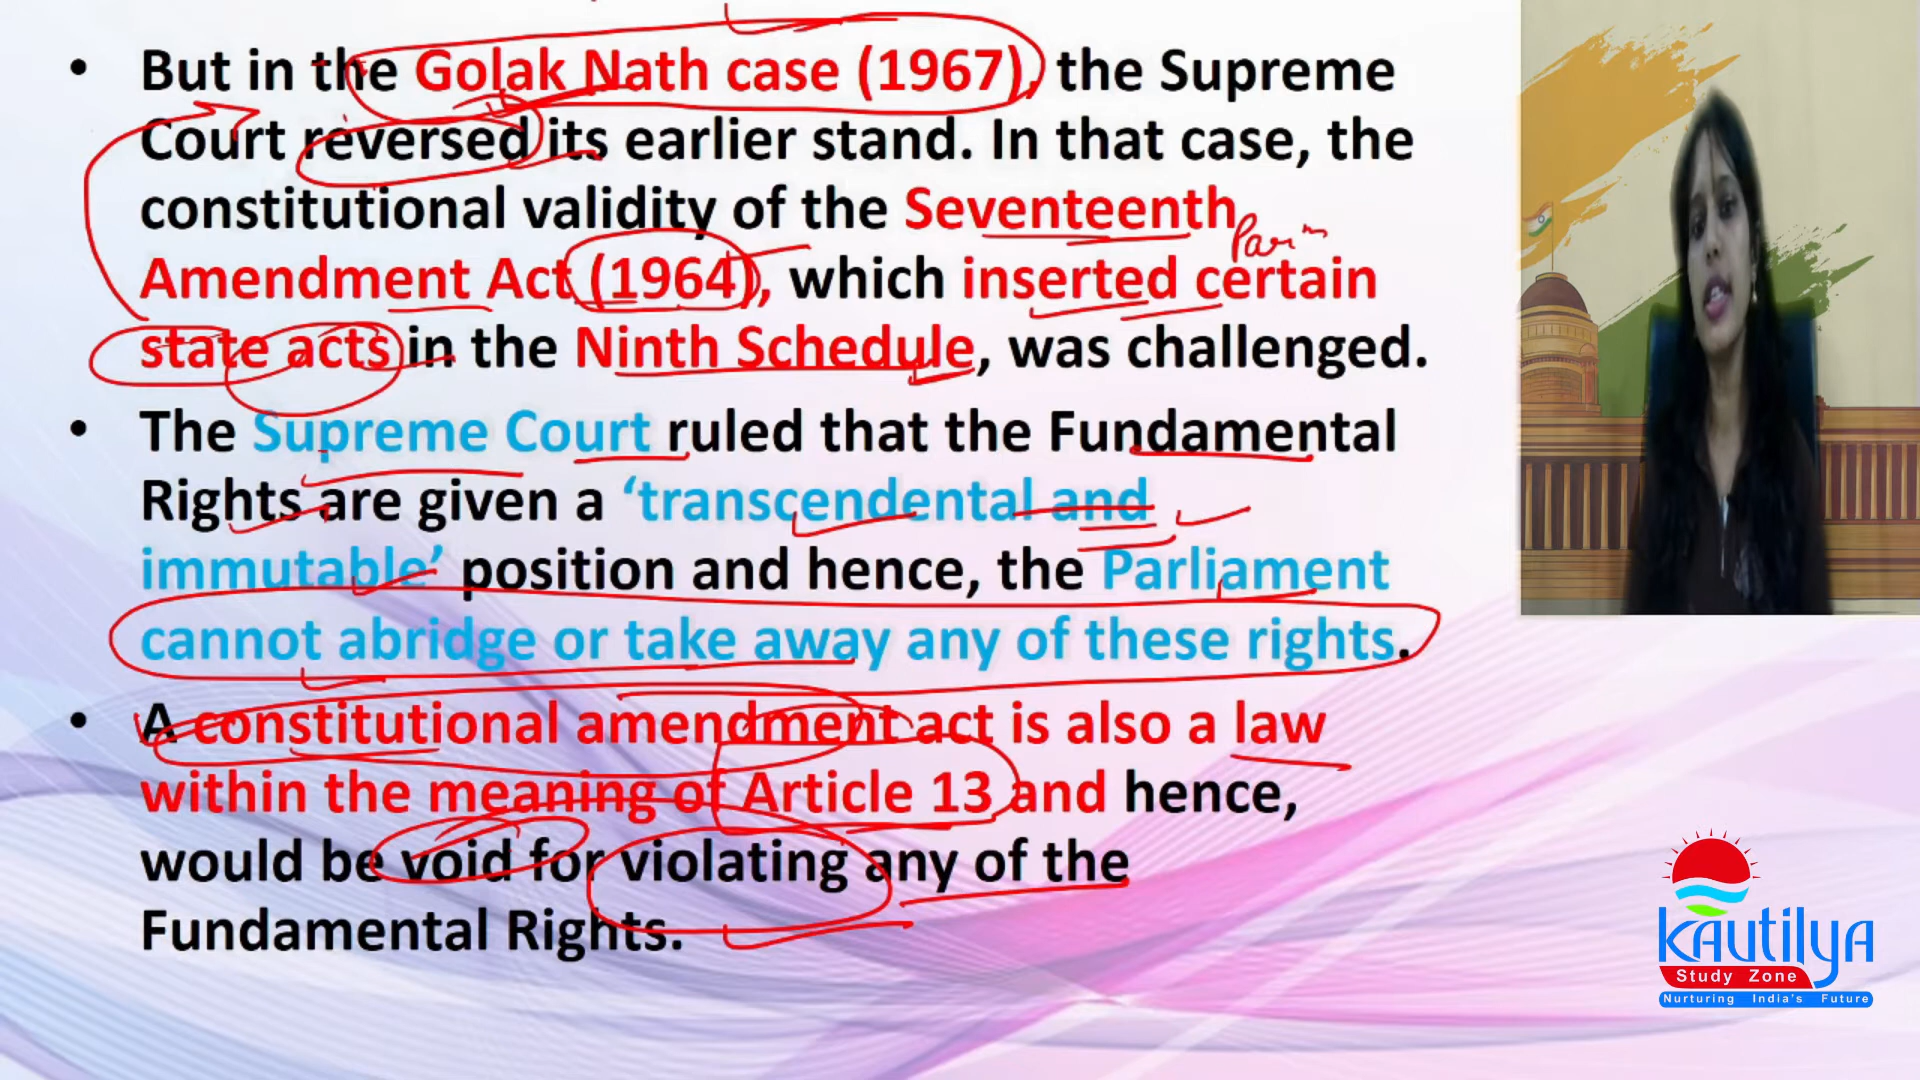 • But in the Golak Nath case (1967), the Supreme
Court reversed its earlier stand. In that case, the
constitutional validity of the Seventeenth
Parm
Amendment Act (1964), which inserted certain
state acts in the Ninth Schedule, was challenged.
• The Supreme Court ruled that the Fundamental
Rights are given a ‘transcendental and
immutable’ position and hence, the Parliament
cannot abridge or take away any of these rights.
• A constitutional amendment act is also a law
within the meaning of Article 13 and hence,
would be void for violating any of the
Fundamental Rights.
KAUTILYA
Study Zone
Nurturing India's Future